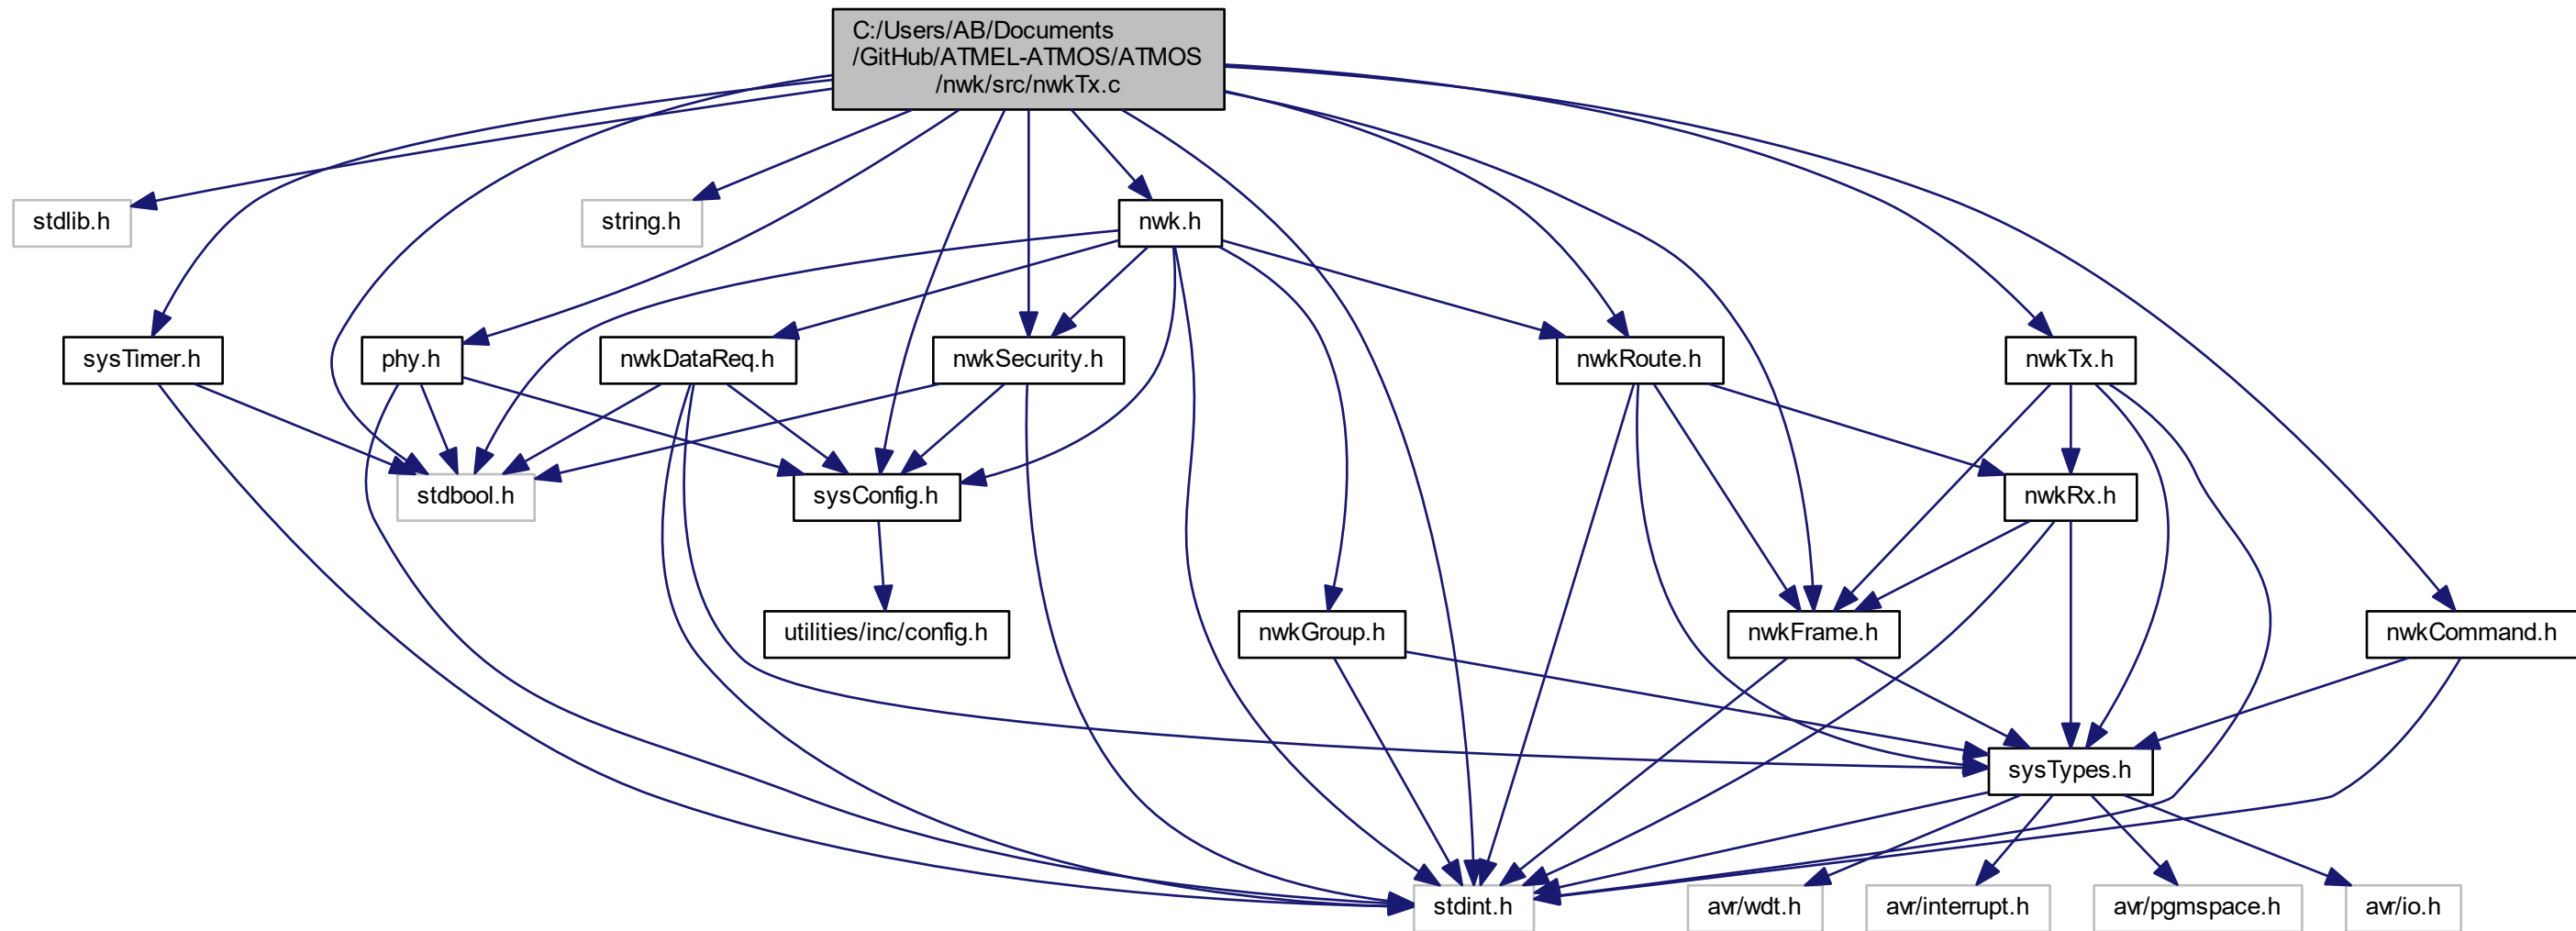 C:/Users/AB/Documents
/GitHub/ATMEL-ATMOS/ATMOS
/nwk/src/nwkTx.c
stdlib.h
string.h
nwk.h
sysTimer.h
phy.h
nwkDataReq.h
nwkSecurity.h
nwkRoute.h
nwkTx.h
stdbool.h
sysConfig.h
nwkRx.h
utilities/inc/config.h
nwkGroup.h
nwkFrame.h
nwkCommand.h
sysTypes.h
stdint.h
avr/wdt.h
avr/interrupt.h
avr/pgmspace.h
avr/io.h